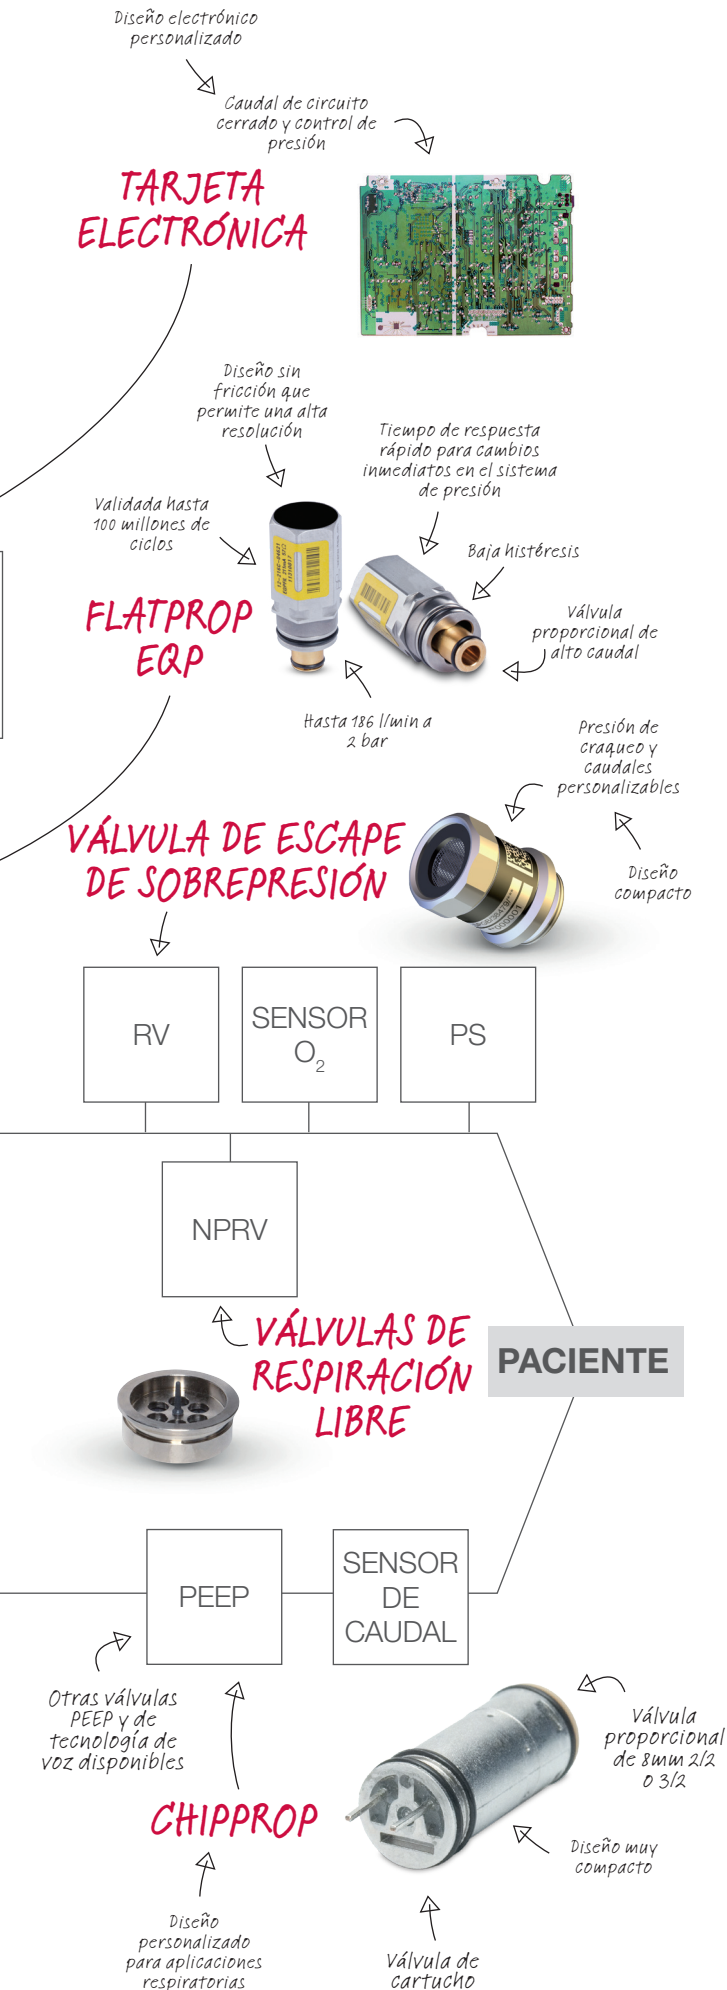 Diseño electrónico
personalizado
Caudal de circuito
cerrado y control de
presión
TARJETA
ELECTRÓNICA
Diseño sin
fricción que
permite una alta
resolución
Tiempo de respuesta
rápido para cambios
inmediatos en el sistema
de presión
Validada hasta
100 millones de
ciclos
Baja histéresis
FLATPROP
EQP
Válvula
proporcional de
alto caudal
Hasta 186 l/min a
2 bar
Presión de
craqueo y
caudales
personalizables
VÁLVULA DE ESCAPE
DE SOBREPRESIÓN
Diseño
compacto
RV
SENSOR
O2
PS
NPRV
VÁLVULAS DE
RESPIRACIÓN
LIBRE
PACIENTE
PEEP
SENSOR
DE
CAUDAL
Otras válvulas
PEEP y de
tecnología de
voz disponibles
Válvula
proporcional
de 8mm 2/2
o 3/2
CHIPPROP
Diseño muy
compacto
Diseño
personalizado
para aplicaciones
respiratorias
Válvula de
cartucho